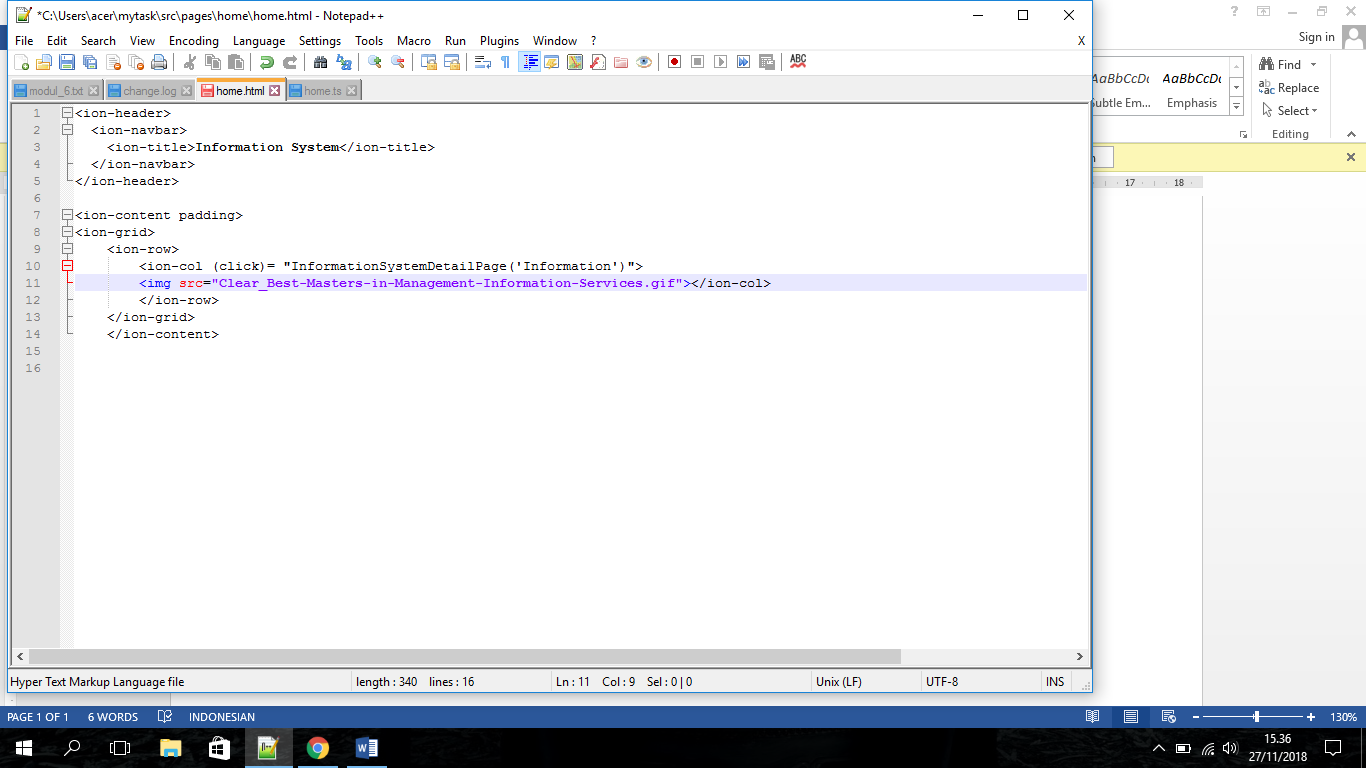 *C:\Users\acer\mytask\src\pages\home\home.html - Notepad++
File Edit Search View Encoding Language Settings Tools Macro Run Plugins Window ? X
modul_6.txt change.log home.html home.ts
1 <ion-header>
2 <ion-navbar>
3 <ion-title>Information System</ion-title>
4 </ion-navbar>
5 </ion-header>
6
7 <ion-content padding>
8 <ion-grid>
9 <ion-row>
10 <ion-col (click)= "InformationSystemDetailPage('Information')">
11 <img src="Clear_Best-Masters-in-Management-Information-Services.gif"></ion-col>
12 </ion-row>
13 </ion-grid>
14 </ion-content>
15
16
Hyper Text Markup Language file length : 340 lines : 16 Ln : 11 Col : 9 Sel : 0 | 0 Unix (LF) UTF-8 INS
?
Sign in
AaBbCcDt AaBbCcDt
Subtle Em... Emphasis
Find
Replace
Select
Editing
17 18
PAGE 1 OF 1 6 WORDS INDONESIAN 130%
15.36
27/11/2018